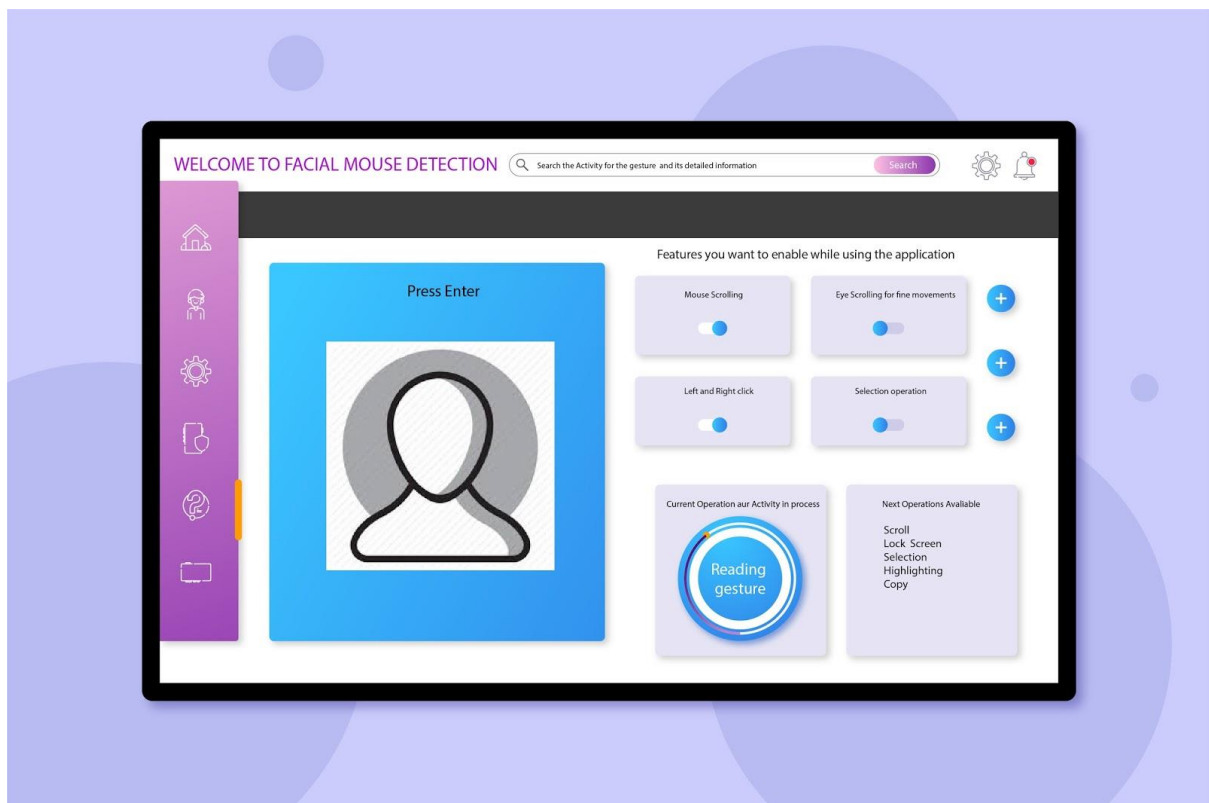 WELCOME TO FACIAL MOUSE DETECTION
Search the Activity for the gesture and its detailed information
Search
Features you want to enable while using the application
Press Enter
Mouse Scrolling
Eye Scrolling for fine movements
Left and Right click
Selection operation
Current Operation aur Activity in process
Reading
gesture
Next Operations Available
Scroll
Lock Screen
Selection
Highlighting
Copy